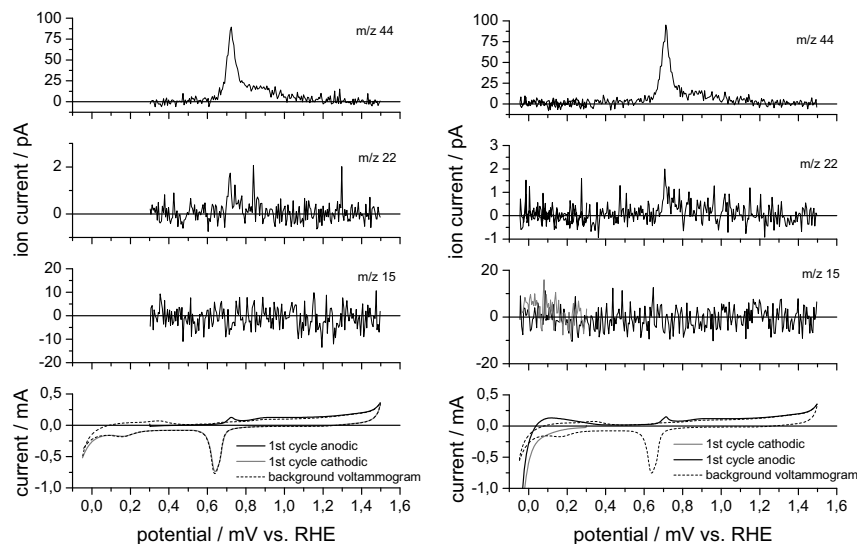 100
75
50
25
0
m/z 44
2
0
m/z 22
20
10
0
-10
20
m/z 15
ion current / pA
0,5
0,0
-0,5
-1,0
current / mA
1st cycle anodic
1st cycle cathodic
background voltammogram
0,0 0,2 0,4 0,6 0,8 1,0 1,2 1,4 1,6
potential / mV vs. RHE
100
75
50
25
0
m/z 44
3
2
1
0
-1
m/z 22
20
0
20
m/z 15
ion current / pA
0,5
0,0
-0,5
-1,0
current / mA
1st cycle cathodic
1st cycle anodic
background voltammogram
0,0 0,2 0,4 0,6 0,8 1,0 1,2 1,4 1,6
potential / mV vs. RHE